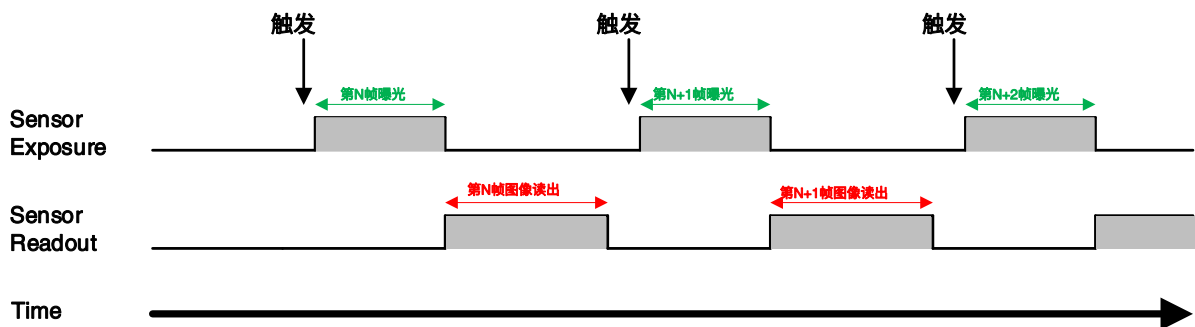 触发 触发 触发
第N帧曝光 第N+1帧曝光 第N+2帧曝光
Sensor
Exposure
第N帧图像读出 第N+1帧图像读出
Sensor
Readout
Time